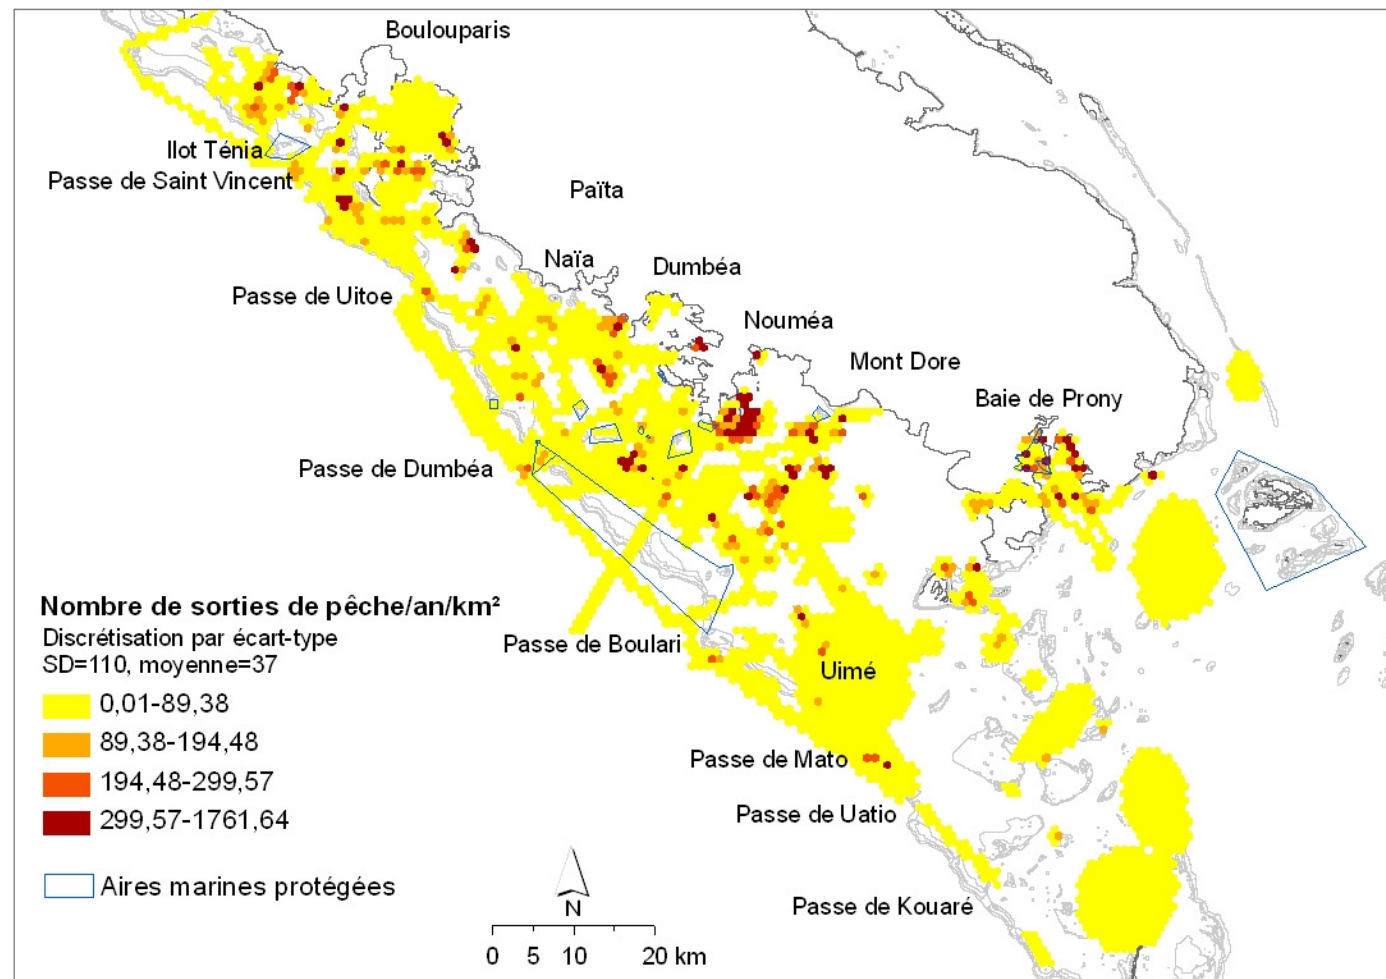 Boulouparis
Ilot Ténia
Passe de Saint Vincent
Païta
Naïa
Dumbéa
Passe de Uitoe
Nouméa
Mont Dore
Baie de Prony
Passe de Dumbéa
Nombre de sorties de pêche/an/km²
Discrétisation par écart-type
SD=110, moyenne=37
0,01-89,38
89,38-194,48
194,48-299,57
299,57-1761,64
Aires marines protégées
Passe de Boulari
Uimé
Passe de Mato
Passe de Uatio
Passe de Kouaré
N
0 5 10 20 km